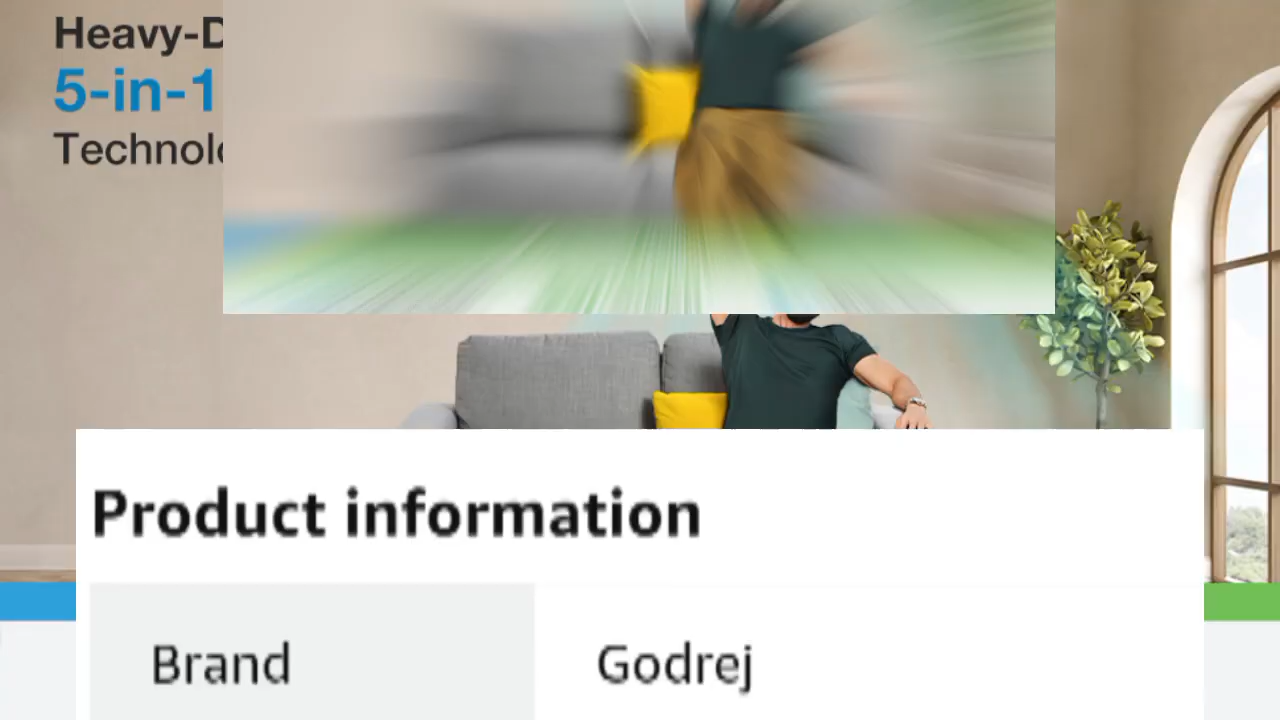 Heavy-D
5-in-1
Technolo
Product information
Brand Godrej